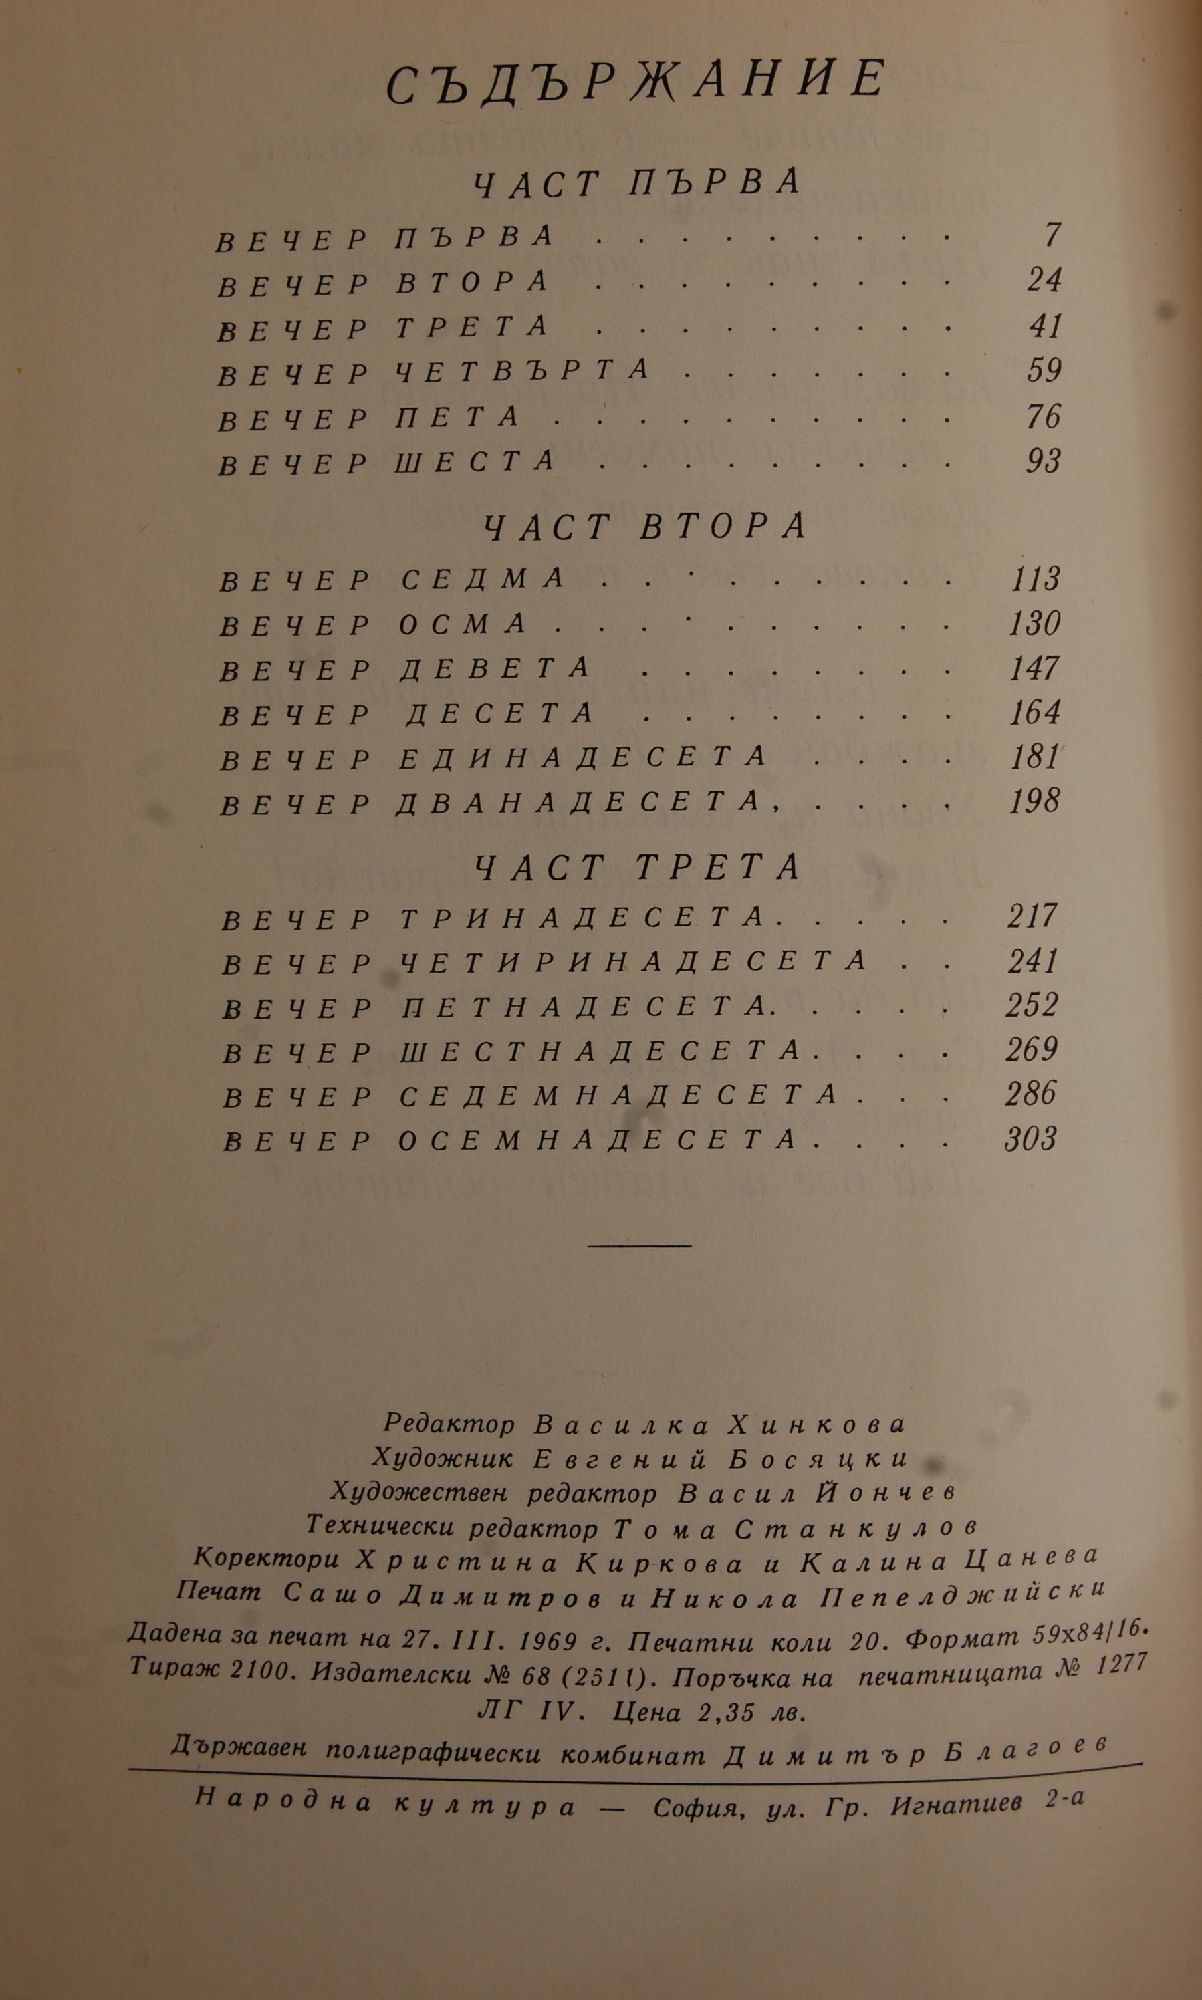 СЪДЪРЖАНИЕ
ЧАСТ ПЪРВА
ВЕЧЕР ПЪРВА . . . . . . . . . 7
ВЕЧЕР ВТОРА . . . . . . . . . 24
ВЕЧЕР ТРЕТА . . . . . . . . . 41
ВЕЧЕР ЧЕТВЪРТА . . . . . . . 59
ВЕЧЕР ПЕТА . . . . . . . . . . 76
ВЕЧЕР ШЕСТА . . . . . . . . . 93
ЧАСТ ВТОРА
ВЕЧЕР СЕДМА . . . . . . . . . 113
ВЕЧЕР ОСМА . . . . . . . . . . 130
ВЕЧЕР ДЕВЕТА . . . . . . . . 147
ВЕЧЕР ДЕСЕТА . . . . . . . . 164
ВЕЧЕР ЕДИНАДЕСЕТА . . . . 181
ВЕЧЕР ДВАНАДЕСЕТА . . . . . 198
ЧАСТ ТРЕТА
ВЕЧЕР ТРИНАДЕСЕТА . . . . . 217
ВЕЧЕР ЧЕТИРИНАДЕСЕТА . . 241
ВЕЧЕР ПЕТНАДЕСЕТА . . . . . 252
ВЕЧЕР ШЕСТНАДЕСЕТА . . . . 269
ВЕЧЕР СЕДЕМНАДЕСЕТА . . . 286
ВЕЧЕР ОСЕМНАДЕСЕТА . . . . 303
Редактор Василка Хинкова
Художник Евгений Босяцки
Художествен редактор Васил Йончев
Технически редактор Тома Станкулов
Коректори Христина Киркова и Калина Цанева
Печат Сашо Димитров и Никола Пепелджийски
Дадена за печат на 27. III. 1969 г. Печатни коли 20. Формат 59х84/16.
Тираж 2100. Издателски № 68 Поръчка на печатницата № 1277
ЛГ IV. Цена 2,35 лв.
Държавен полиграфически комбинат Димитър Благоев
Народна култура — София, ул. Гр. Игнатиев 2-а